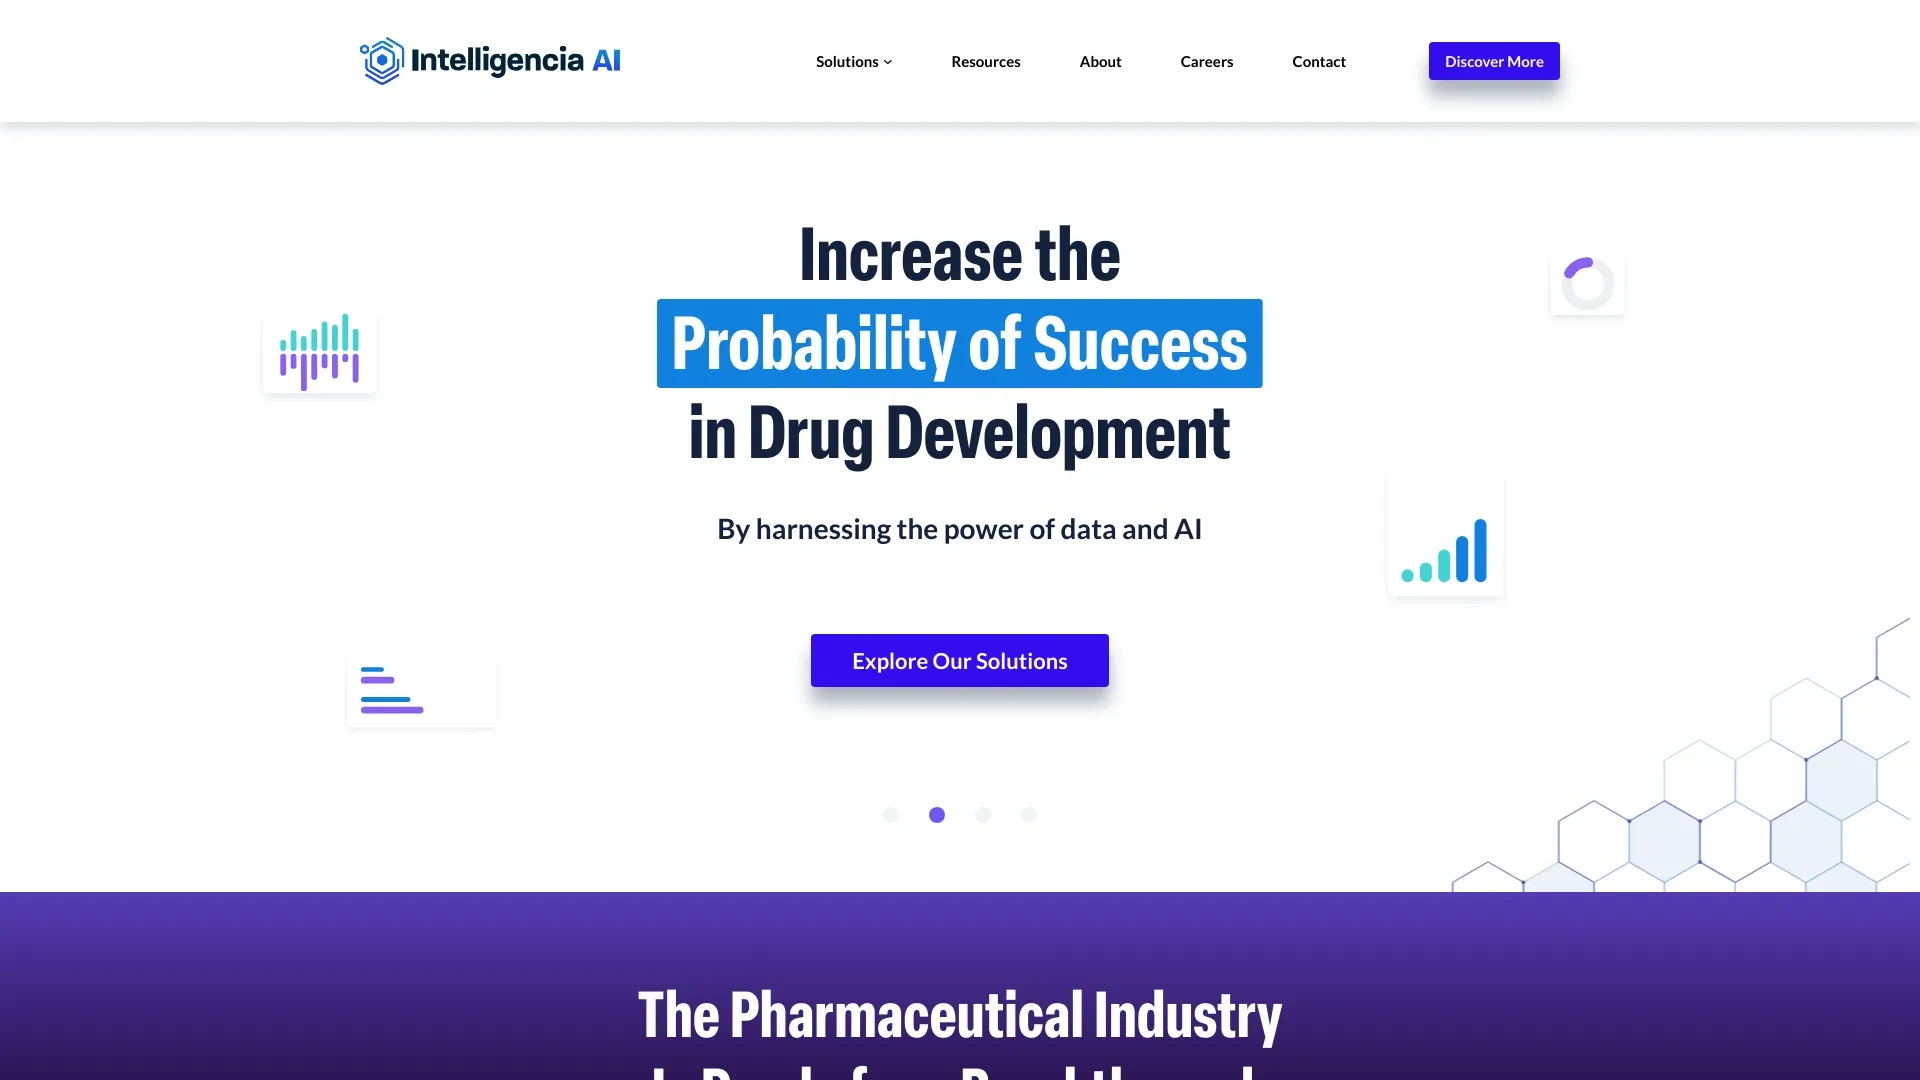 Intelligencia AI
Solutions
Resources
About
Careers
Contact
Discover More
Increase the
Probability of Success
in Drug Development
By harnessing the power of data and AI
Explore Our Solutions
The Pharmaceutical Industry